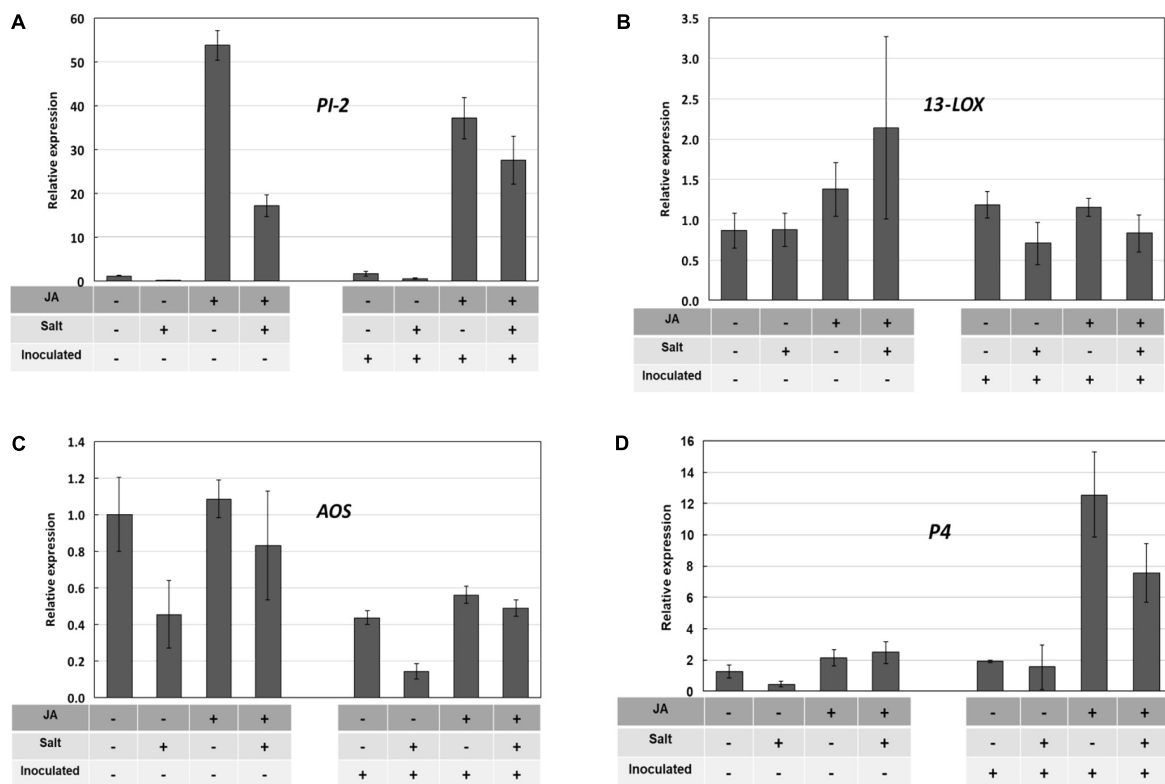 A
Relative expression
60
50
40
30
20
10
0
PI-2
JA - - + + - - + +
Salt - + - + - + - +
Inoculated - - - - + + + +
B
Relative expression
3.5
3.0
2.5
2.0
1.5
1.0
0.5
0.0
13-LOX
JA - - + + - - + +
Salt - + - + - + - +
Inoculated - - - - + + + +
C
Relative expression
1.4
1.2
1.0
0.8
0.6
0.4
0.2
0.0
AOS
JA - - + + - - + +
Salt - + - + - + - +
Inoculated - - - - + + + +
D
Relative expression
16
14
12
10
8
6
4
2
0
P4
JA - - + + - - + +
Salt - + - + - + - +
Inoculated - - - - + + + +